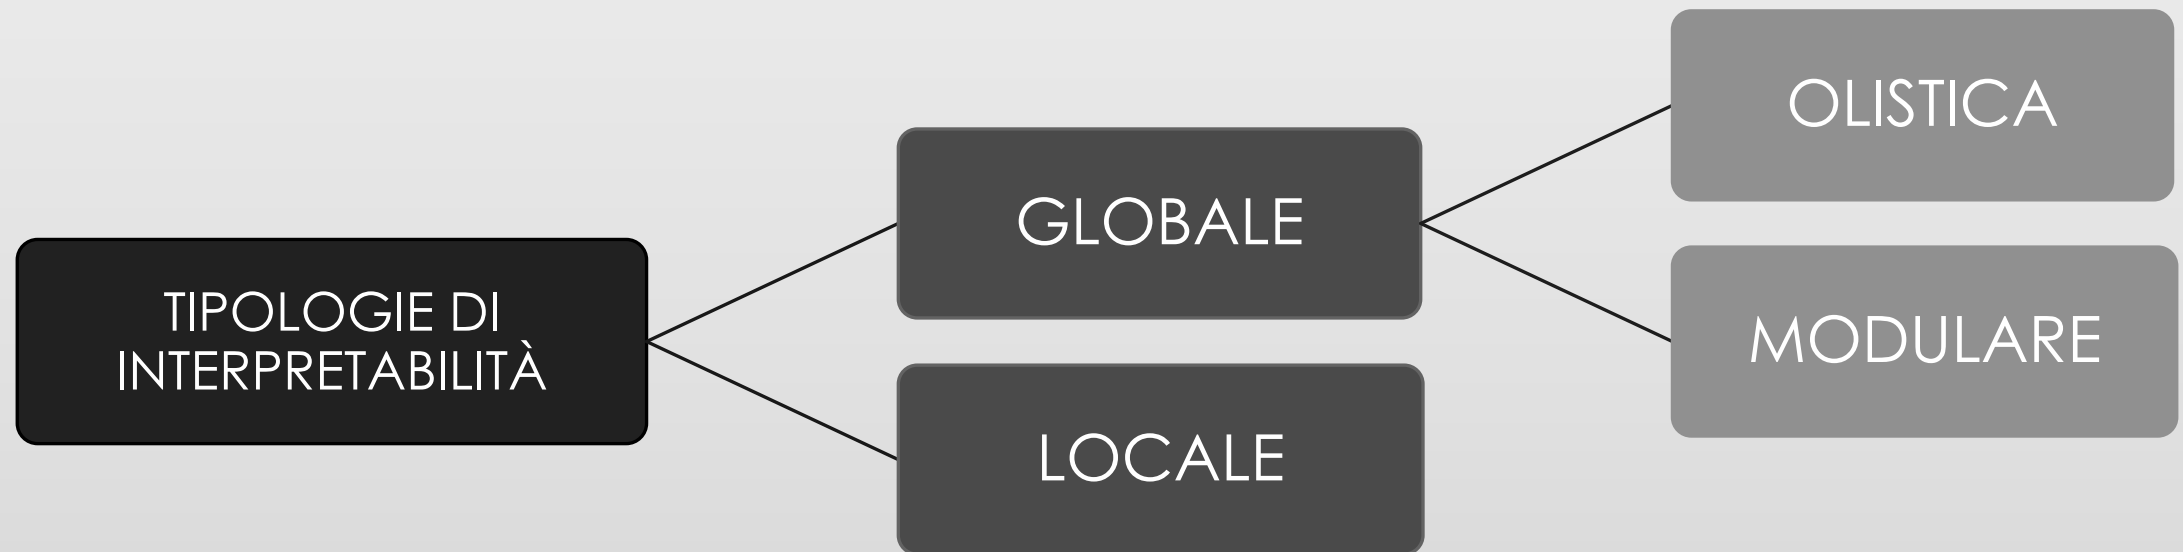 TIPOLOGIE DI
INTERPRETABILITÀ
GLOBALE
LOCALE
OLISTICA
MODULARE